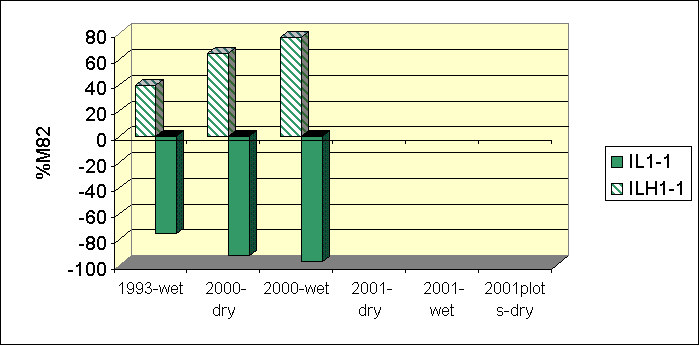 80
60
40
20
0
-20
-40
-60
-80
-100
%M82
1993-wet
2000-
dry
2000-wet
2001-
dry
2001-
wet
2001plot
s-dry
IL1-1
ILH1-1